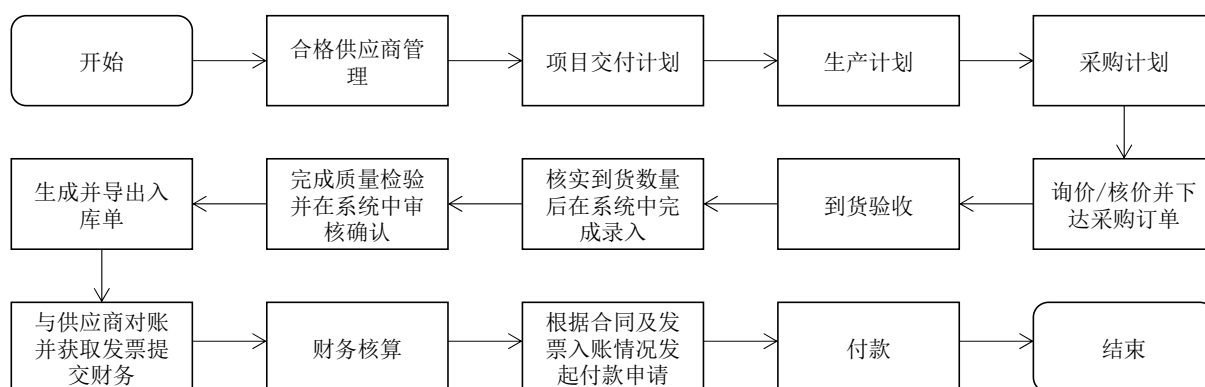 开始
合格供应商管
理
项目交付计划
生产计划
采购计划
询价/核价并下
达采购订单
到货验收
核实到货数量
后在系统中完
成录入
完成质量检验
并在系统中审
核确认
生成并导出入
库单
与供应商对账
并获取发票提
交财务
财务核算
根据合同及发
票入账情况发
起付款申请
付款
结束